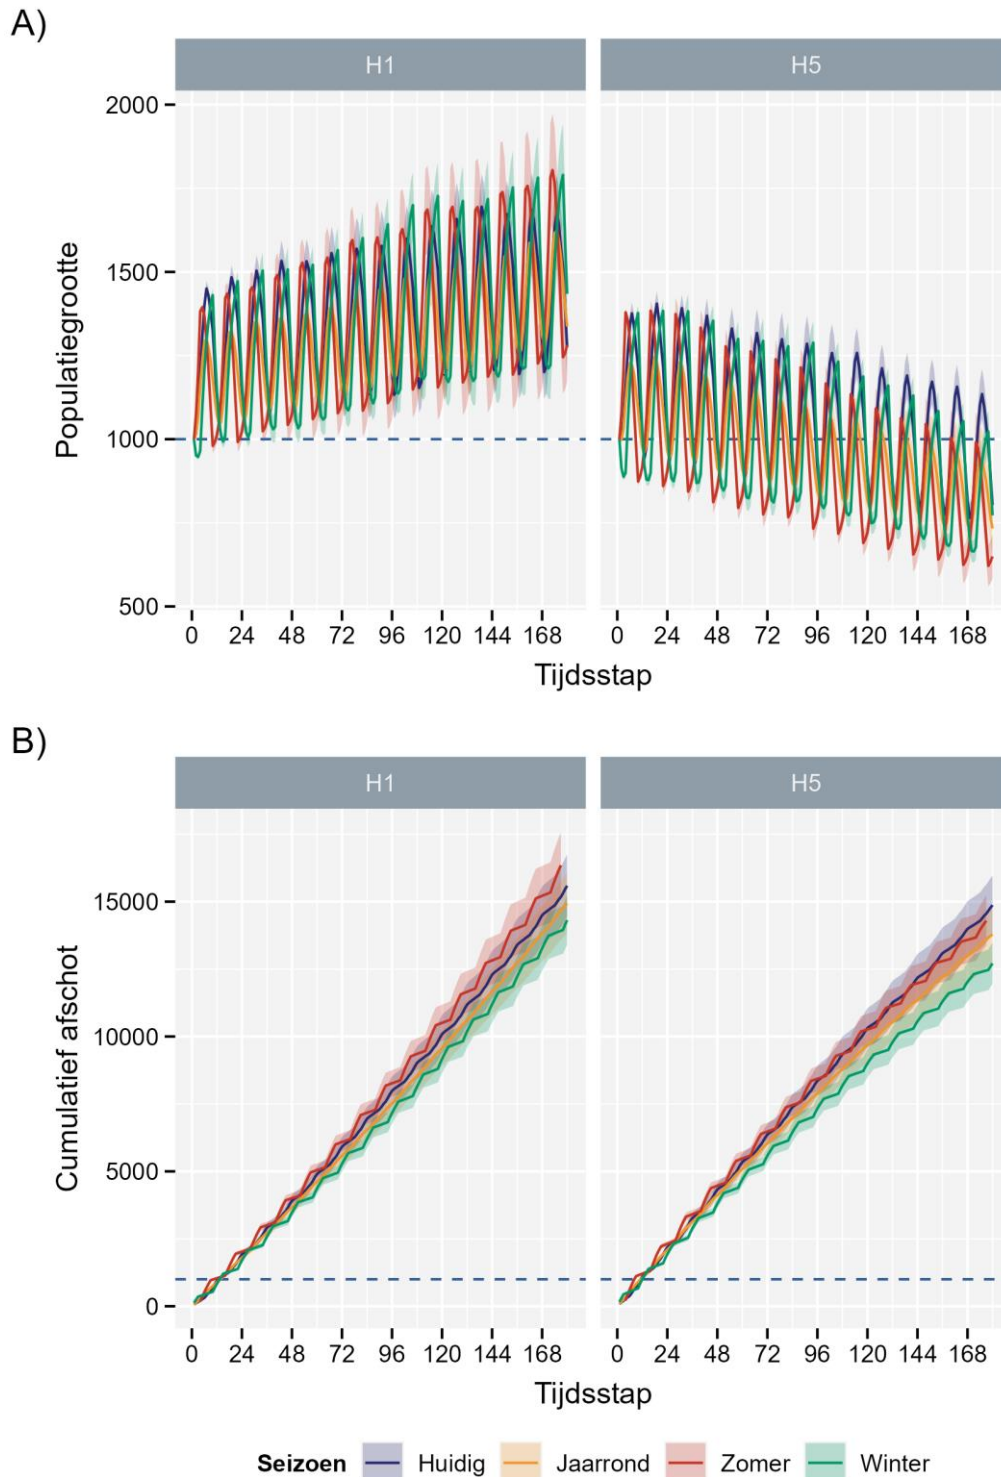 A)
H1 H5
2000
1500
1000
500
Populatiegrootte
0 24 48 72 96 120 144 168 0 24 48 72 96 120 144 168
Tijdsstap
B)
H1 H5
15000
10000
5000
0
Cumulatief afschot
0 24 48 72 96 120 144 168 0 24 48 72 96 120 144 168
Tijdsstap
Seizoen Huidig Jaarrond Zomer Winter